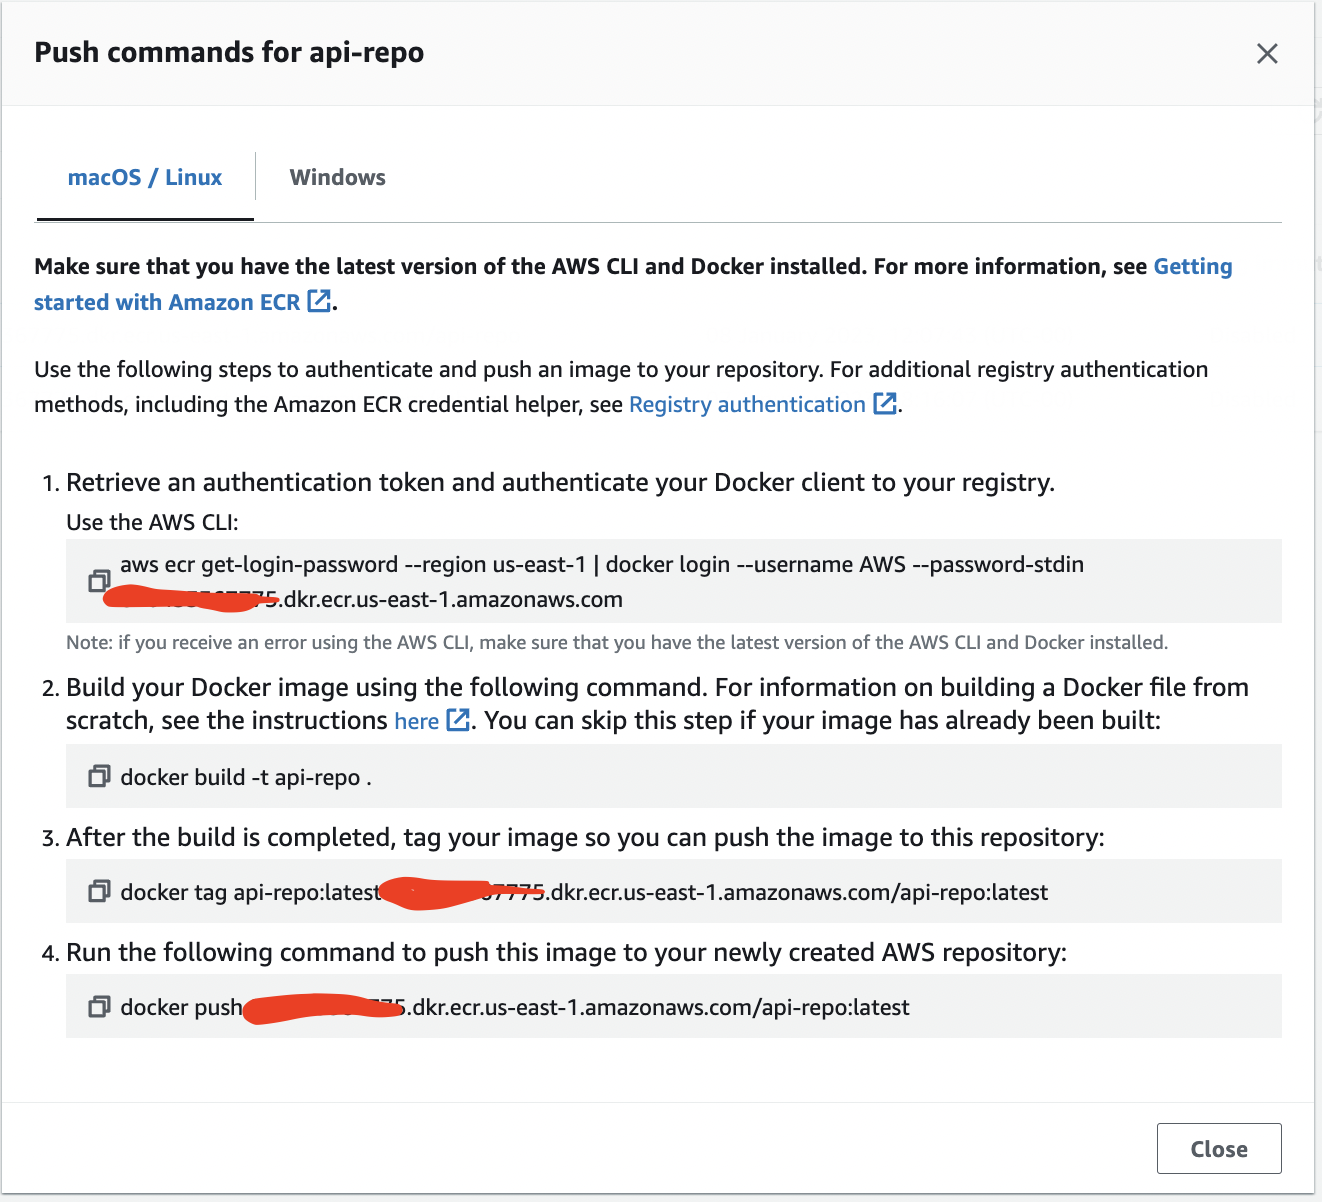 Push commands for api-repo
macOS / Linux
Windows
Make sure that you have the latest version of the AWS CLI and Docker installed. For more information, see Getting
started with Amazon ECR.
Use the following steps to authenticate and push an image to your repository. For additional registry authentication
methods, including the Amazon ECR credential helper, see Registry authentication.
1. Retrieve an authentication token and authenticate your Docker client to your registry.
Use the AWS CLI:
aws ecr get-login-password --region us-east-1 | docker login --username AWS --password-stdin
.dkr.ecr.us-east-1.amazonaws.com
Note: if you receive an error using the AWS CLI, make sure that you have the latest version of the AWS CLI and Docker installed.
2. Build your Docker image using the following command. For information on building a Docker file from
scratch, see the instructions here. You can skip this step if your image has already been built:
docker build -t api-repo .
3. After the build is completed, tag your image so you can push the image to this repository:
docker tag api-repo:latest .dkr.ecr.us-east-1.amazonaws.com/api-repo:latest
4. Run the following command to push this image to your newly created AWS repository:
docker push .dkr.ecr.us-east-1.amazonaws.com/api-repo:latest
Close